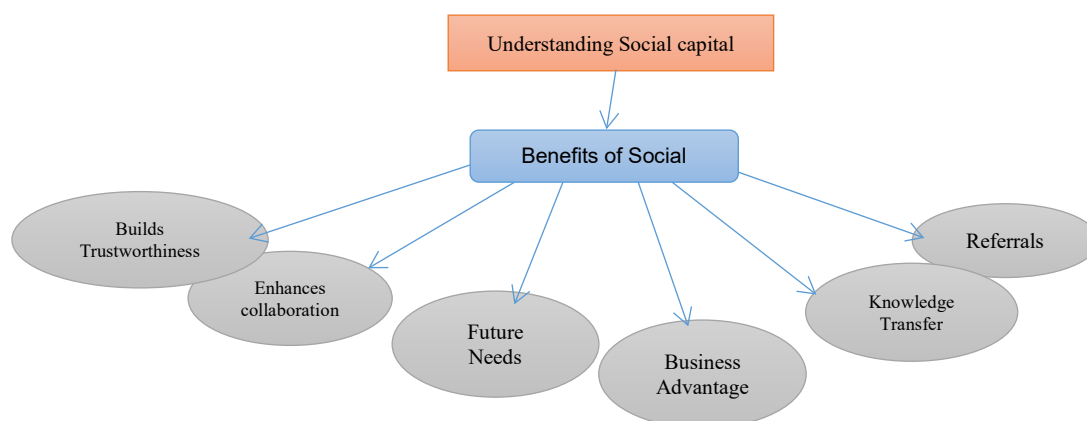 Understanding Social capital
Benefits of Social
Builds
Trustworthiness
Enhances
collaboration
Future
Needs
Business
Advantage
Knowledge
Transfer
Referrals